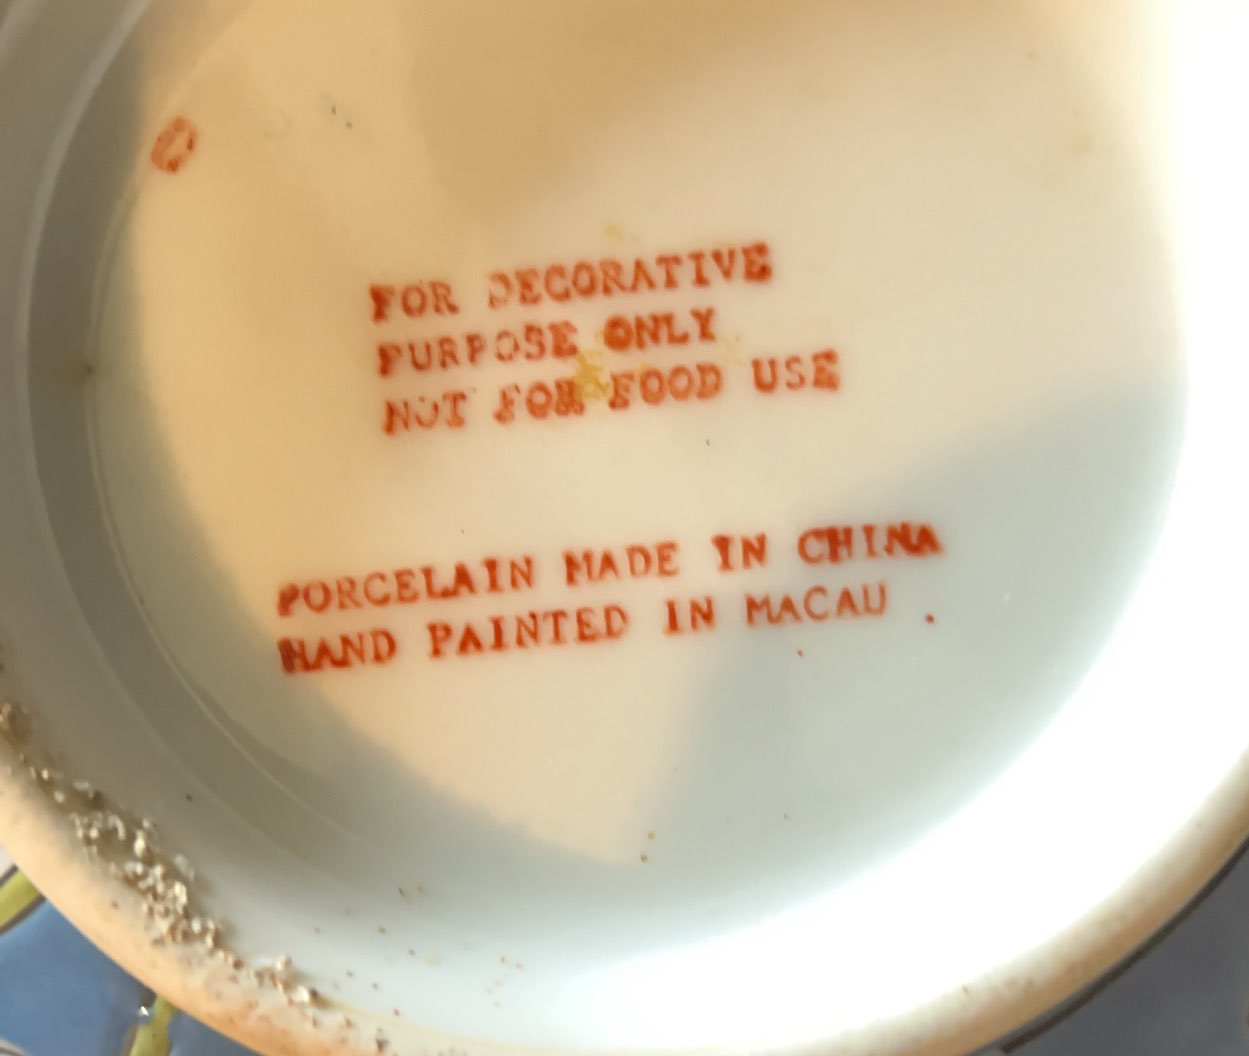 FOR DECORATIVE
PURPOSE ONLY
NOT FOR FOOD USE
PORCELAIN MADE IN CHINA
HAND PAINTED IN MACAU